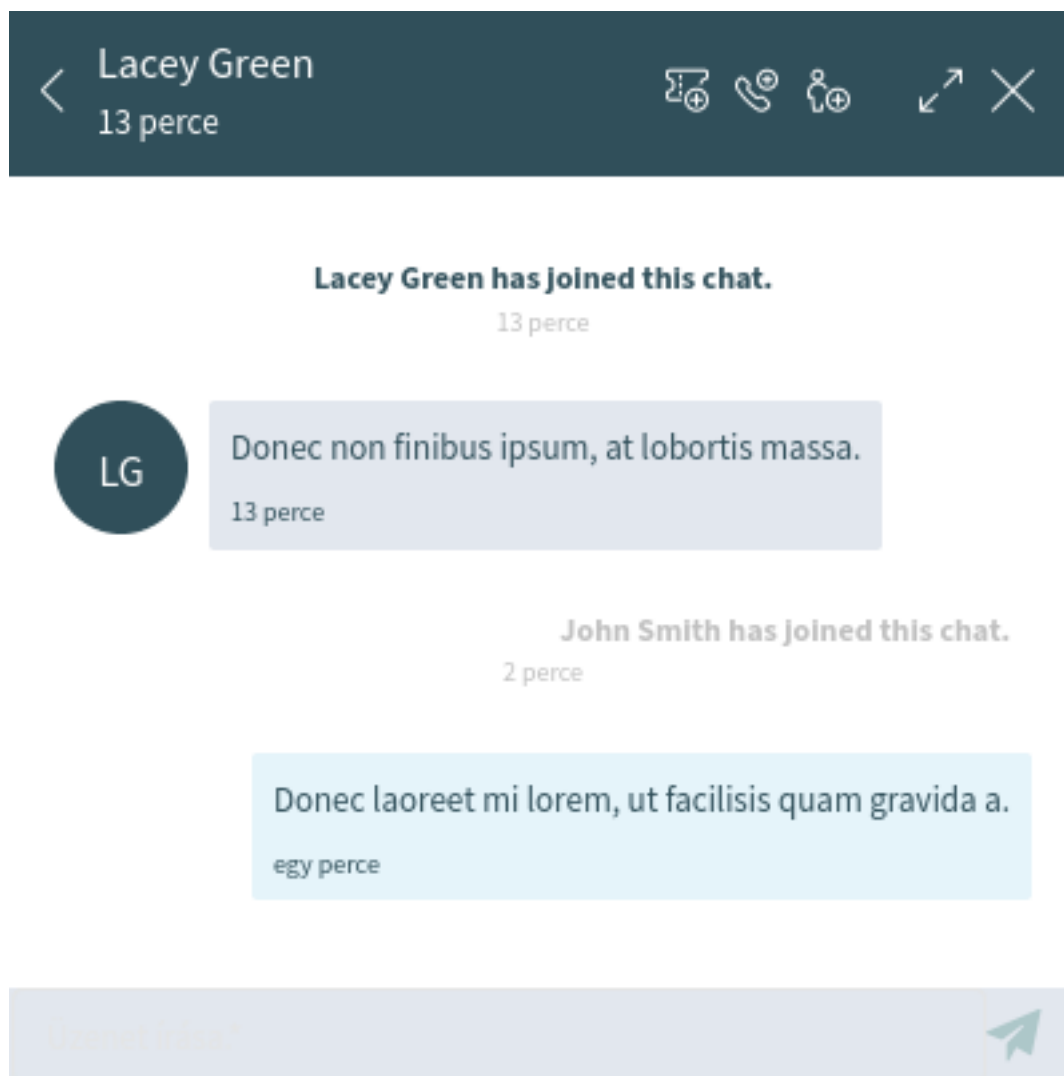 Lacey Green
13 perce
Lacey Green has joined this chat.
13 perce
LG
Donec non finibus ipsum, at lobortis massa.
13 perce
John Smith has joined this chat.
2 perce
Donec laoreet mi lorem, ut facilisis quam gravida a.
egy perce